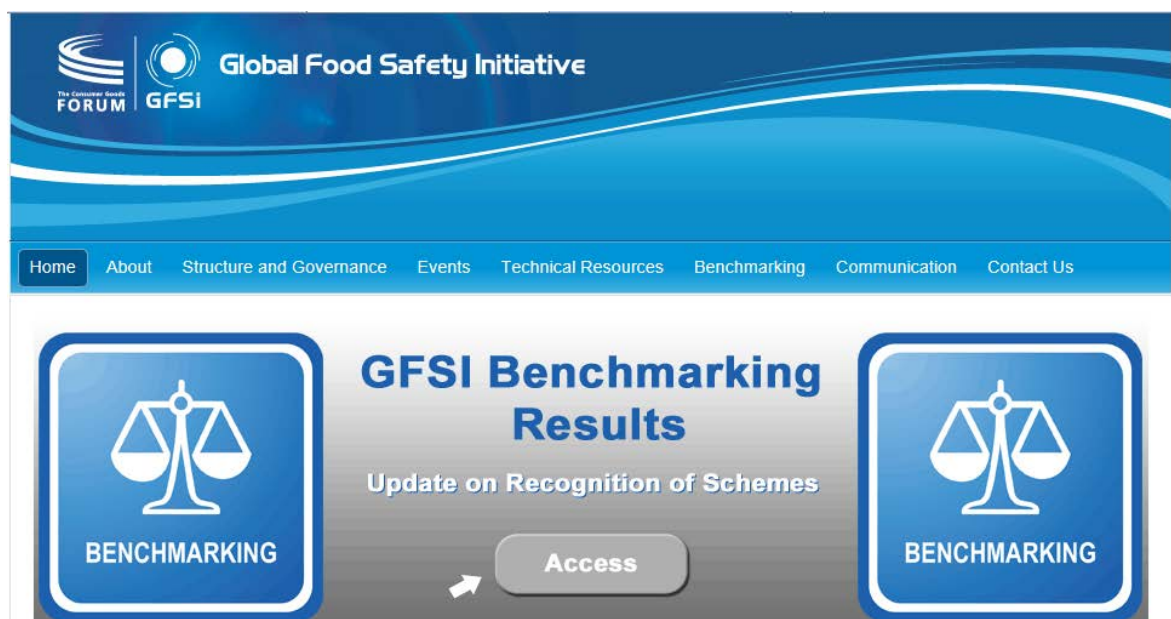 Global Food Safety Initiative
The Consumer Goods
FORUM
GFSi
Home About Structure and Governance Events Technical Resources Benchmarking Communication Contact Us
GFSI Benchmarking
Results
Update on Recognition of Schemes
Access
BENCHMARKING
BENCHMARKING